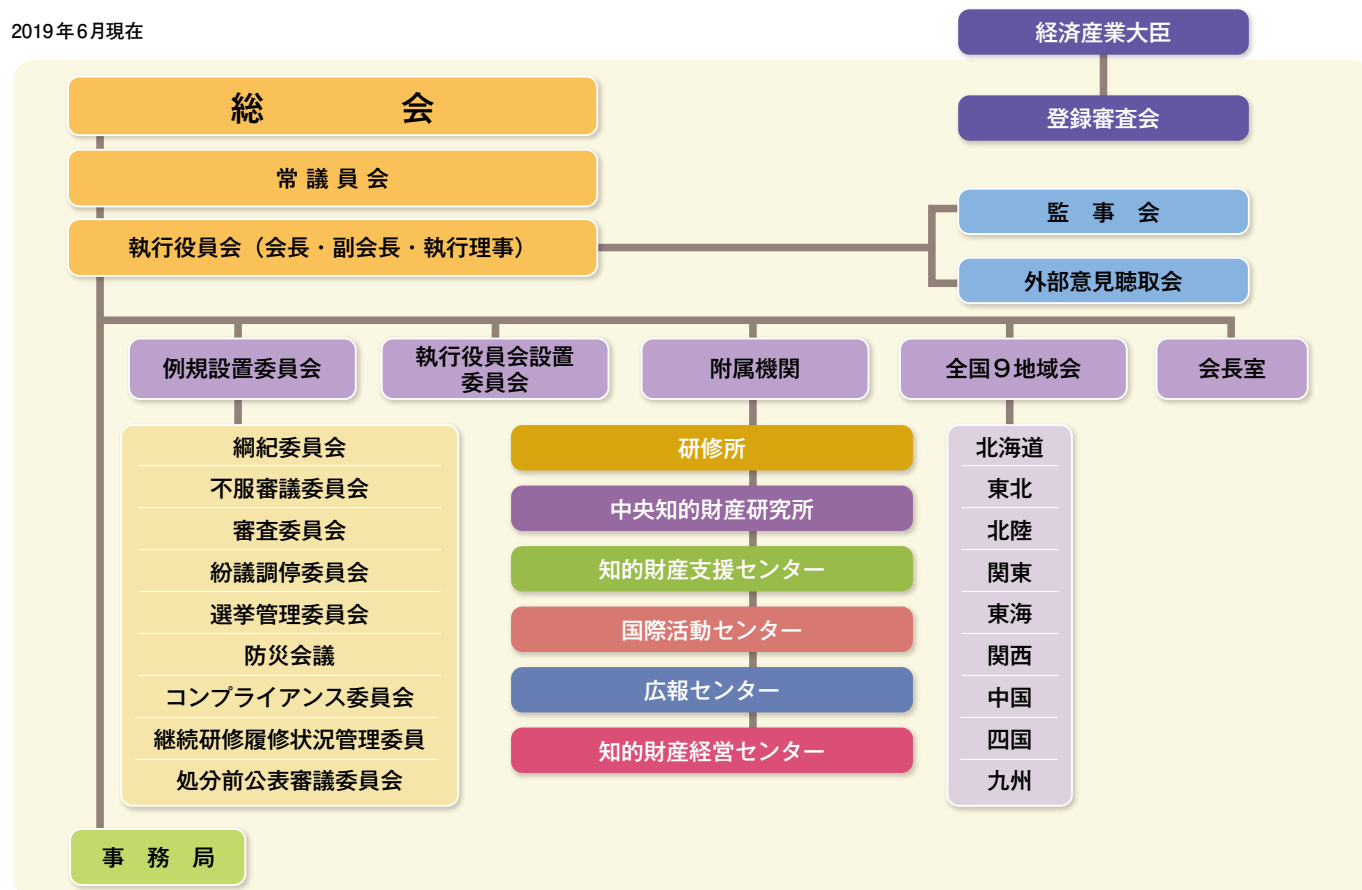 2019年6月現在
経済産業大臣
登録審査会
総会
常議員会
執行役員会（会長・副会長・執行理事）
監事会
外部意見聴取会
例規設置委員会
執行役員会設置
委員会
附属機関
全国9地域会
会長室
綱紀委員会
不服審議委員会
審査委員会
紛議調停委員会
選挙管理委員会
防災会議
コンプライアンス委員会
継続研修履修状況管理委員
処分前公表審議委員会
研修所
中央知的財産研究所
知的財産支援センター
国際活動センター
広報センター
知的財産経営センター
北海道
東北
北陸
関東
東海
関西
中国
四国
九州
事務局